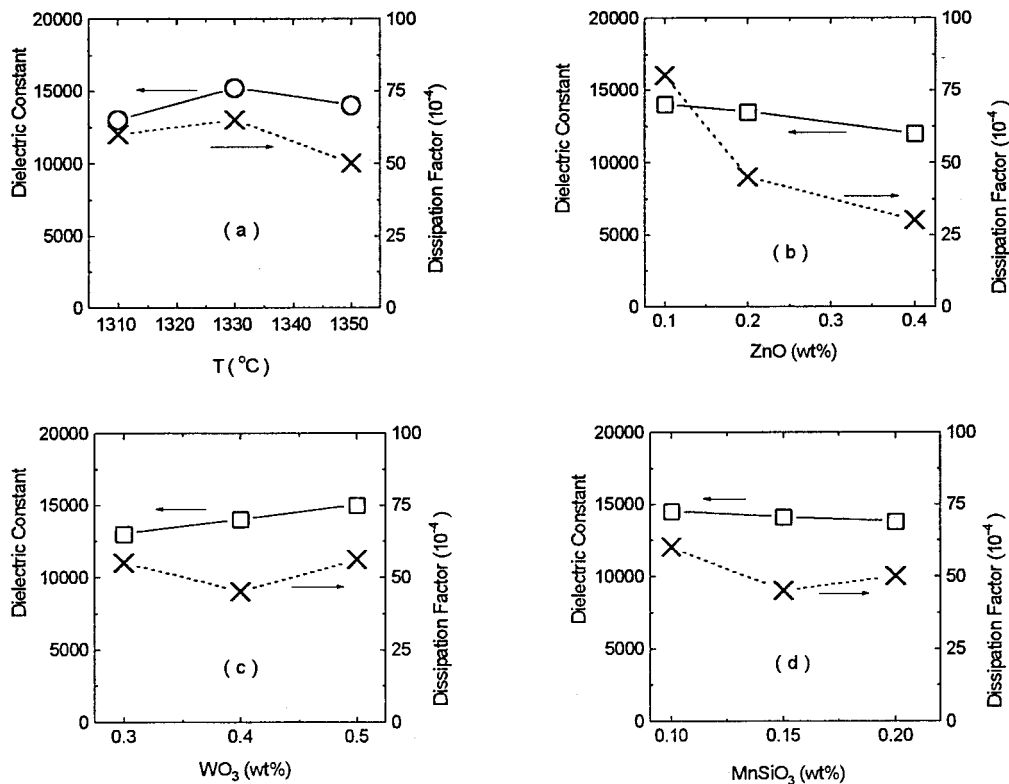 20000
15000
10000
5000
0
Dielectric Constant
100
75
50
25
0
Dissipation Factor (10⁻⁴)
( a )
1310 1320 1330 1340 1350
T ( °C)
20000
15000
10000
5000
0
Dielectric Constant
100
75
50
25
0
Dissipation Factor (10⁻⁴)
( b )
0.1 0.2 0.3 0.4
ZnO (wt%)
20000
15000
10000
5000
0
Dielectric Constant
100
75
50
25
0
Dissipation Factor (10⁻⁴)
( c )
0.3 0.4 0.5
WO₃ (wt%)
20000
15000
10000
5000
0
Dielectric Constant
100
75
50
25
0
Dissipation Factor (10⁻⁴)
( d )
0.10 0.15 0.20
MnSiO₃ (wt%)